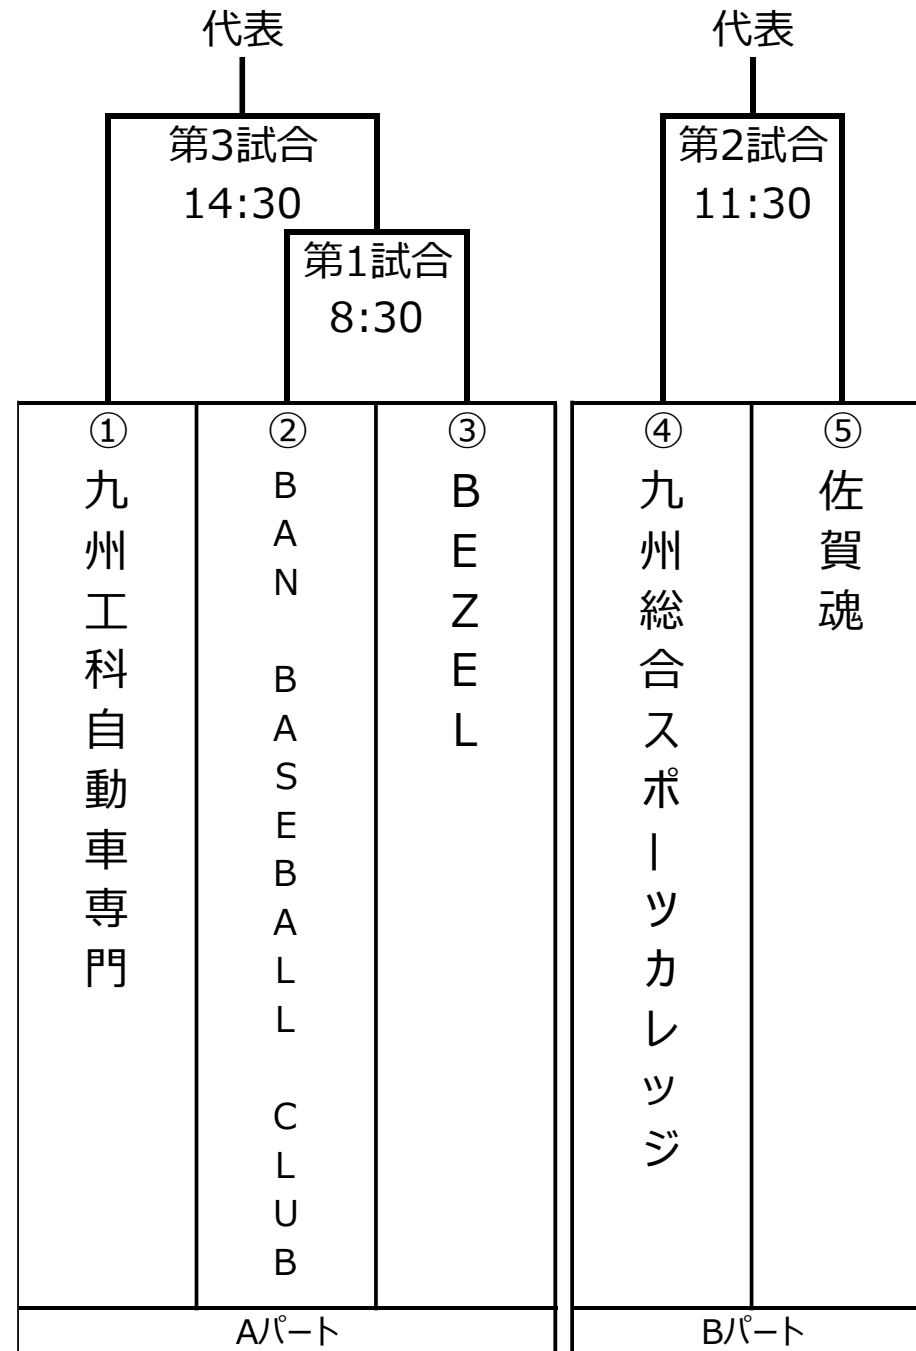 代表
代表
第3試合
14:30
第2試合
11:30
第1試合
8:30
①
九州工科自動車専門
②
BAN BASEBALL CLUB
③
BEZEL
④
九州総合スポーツカレッジ
⑤
佐賀魂
Aパート
Bパート